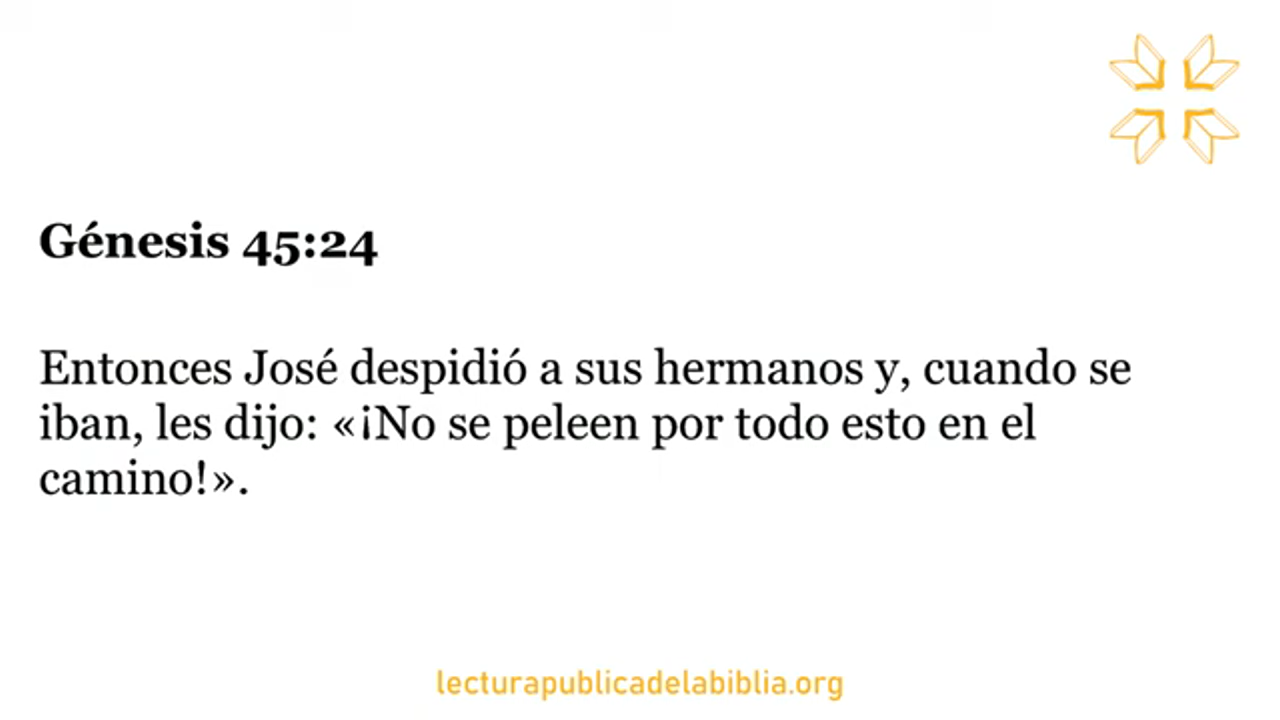 Génesis 45:24
Entonces José despidió a sus hermanos y, cuando se
iban, les dijo: «¡No se peleen por todo esto en el
camino!».
lecturapublicadelabiblia.org